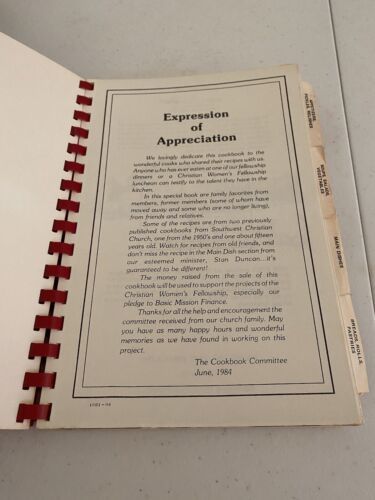 Expression
of
Appreciation
We lovingly dedicate this cookbook to the
wonderful cooks who shared their recipes with us.
Anyone who has ever eaten at one of our fellowship
dinners or a Christian Women's Fellowship
luncheon can testify to the talent they have in the
kitchen.
In this special book are family favorites from
members, former members (some of whom have
moved away and some who are no longer living),
from friends and relatives.
Some of the recipes are from two previously
published cookbooks from Southwest Christian
Church, one from the 1950's and one about fifteen
years old. Watch for recipes from old friends, and
don't miss the recipe in the Main Dish section from
our esteemed minister, Stan Duncan...it's
guaranteed to be different!
The money raised from the sale of this
cookbook will be used to support the projects of the
Christian Women's Fellowship, especially our
pledge to Basic Mission Finance.
Thanks for all the help and encouragement the
committee received from our church family. May
you have as many happy hours and wonderful
memories as we have found in working on this
project.
The Cookbook Committee
June, 1984
APPETIZERS
PICKLES, RELISHES
SOUPS, SALADS
VEGETABLES
MAIN DISHES
BREADS, ROLLS,
PASTRIES